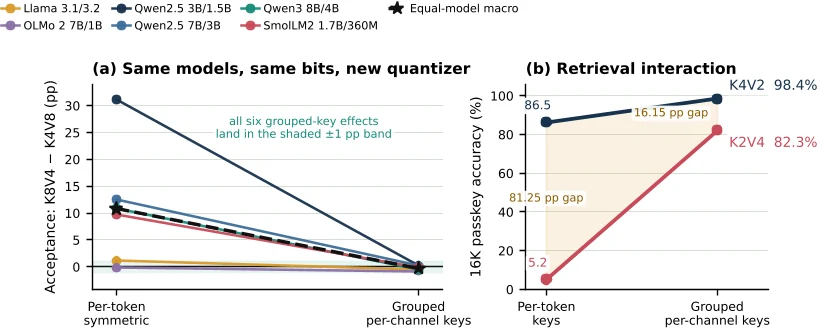 Llama 3.1/3.2
Qwen2.5 3B/1.5B
Qwen3 8B/4B
Equal-model macro
OLMo 2 7B/1B
Qwen2.5 7B/3B
SmolLM2 1.7B/360M
(a) Same models, same bits, new quantizer
Acceptance: K8V4 − K4V8 (pp)
30
25
20
15
10
5
0
all six grouped-key effects
land in the shaded ±1 pp band
Per-token
symmetric
Grouped
per-channel keys
(b) Retrieval interaction
16K passkey accuracy (%)
100
80
60
40
20
0
86.5
K4V2 98.4%
16.15 pp gap
K2V4 82.3%
81.25 pp gap
5.2
Per-token
keys
Grouped
per-channel keys